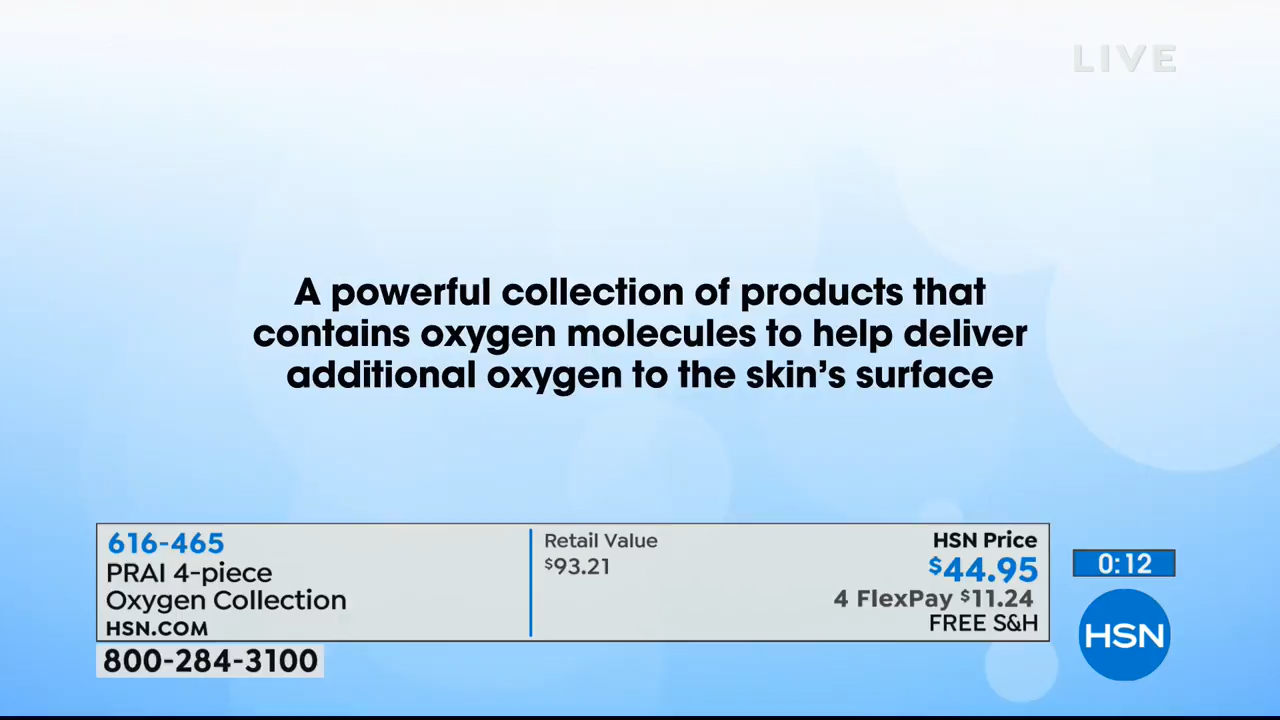 LIVE
A powerful collection of products that
contains oxygen molecules to help deliver
additional oxygen to the skin's surface
616-465
PRAI 4-piece
Oxygen Collection
HSN.COM
Retail Value
$93.21
HSN Price
$44.95
4 FlexPay $11.24
FREE S&H
0:12
HSN
800-284-3100